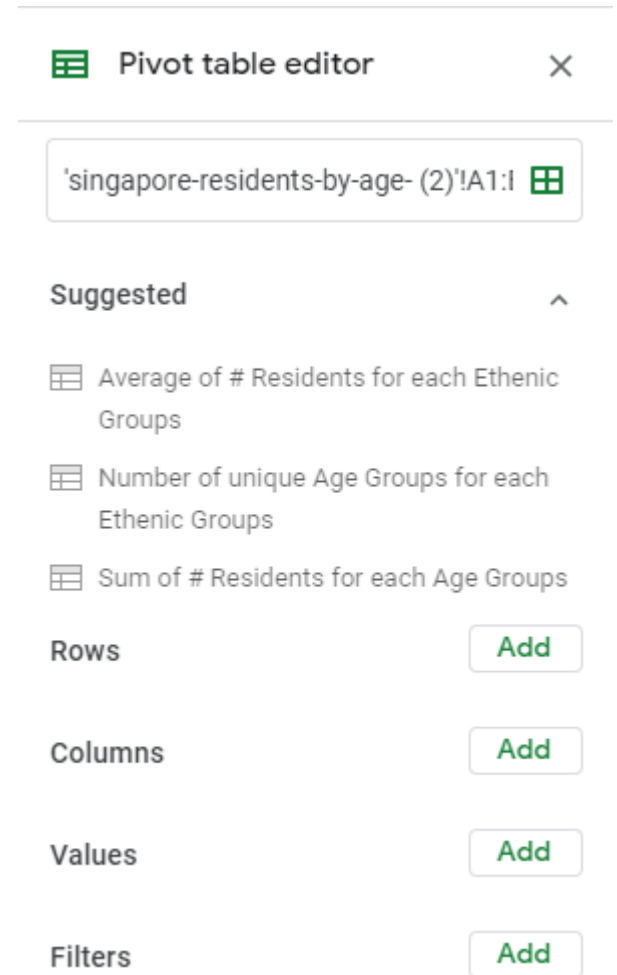 Pivot table editor
'singapore-residents-by-age- (2)'!A1:
Suggested
Average of # Residents for each Ethenic
Groups
Number of unique Age Groups for each
Ethenic Groups
Sum of # Residents for each Age Groups
Rows Add
Columns Add
Values Add
Filters Add